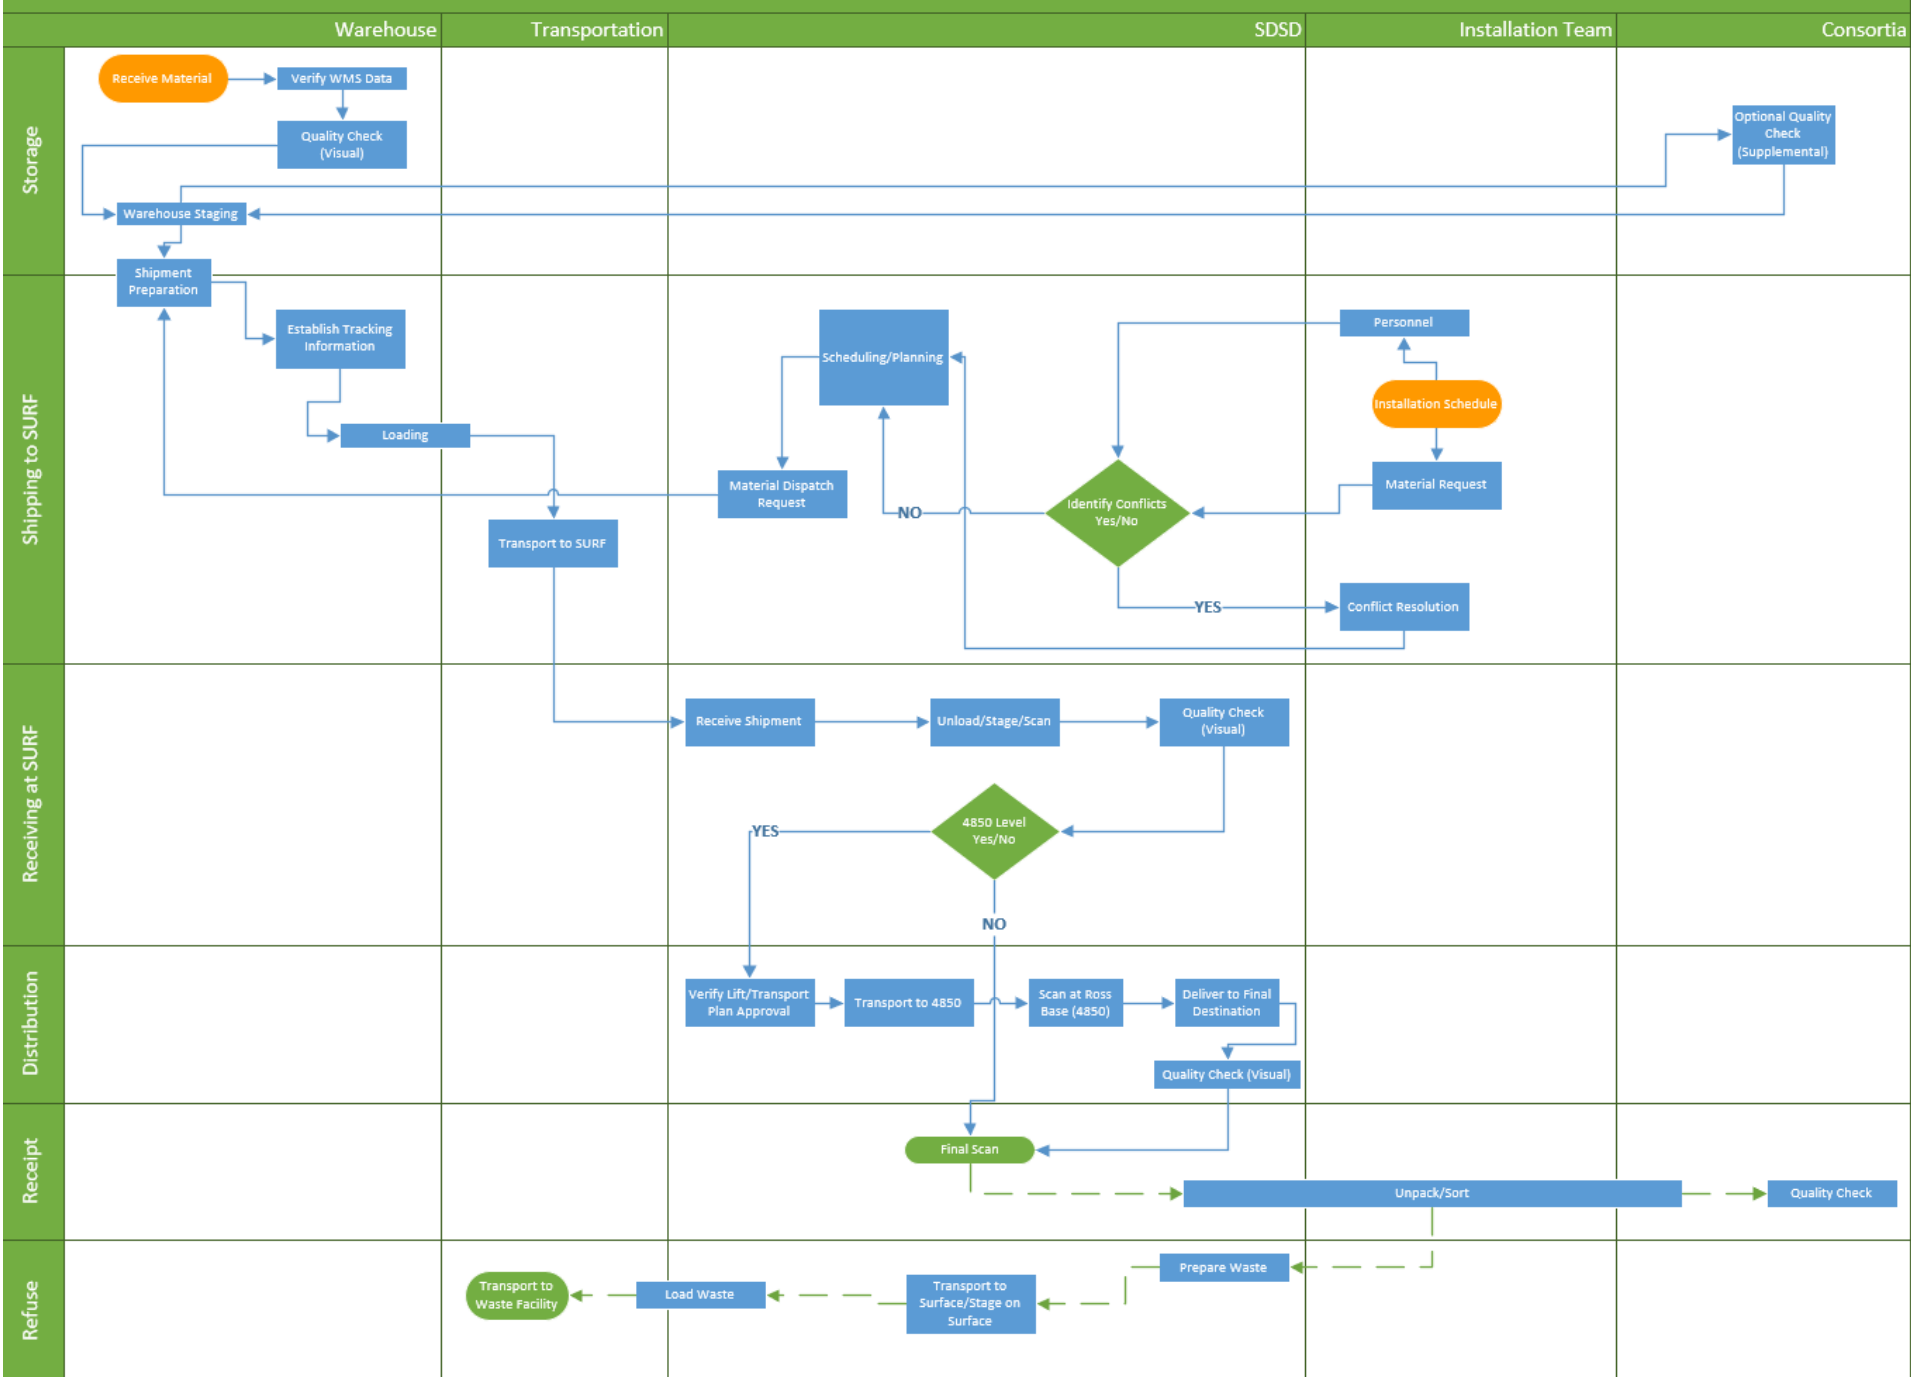 Warehouse
Transportation
SDSD
Installation Team
Consortia
Storage
Receive Material
Verify WMS Data
Quality Check
(Visual)
Optional Quality
Check
(Supplemental)
Warehouse Staging
Shipping to SURF
Shipment
Preparation
Establish Tracking
Information
Loading
Transport to SURF
Scheduling/Planning
Material Dispatch
Request
NO
Identify Conflicts
Yes/No
YES
Personnel
Installation Schedule
Material Request
Conflict Resolution
Receiving at SURF
Receive Shipment
Unload/Stage/Scan
Quality Check
(Visual)
4850 Level
Yes/No
YES
NO
Distribution
Verify Lift/Transport
Plan Approval
Transport to 4850
Scan at Ross
Base (4850)
Deliver to Final
Destination
Quality Check (Visual)
Receipt
Final Scan
Unpack/Sort
Quality Check
Refuse
Transport to
Waste Facility
Load Waste
Transport to
Surface/Stage on
Surface
Prepare Waste